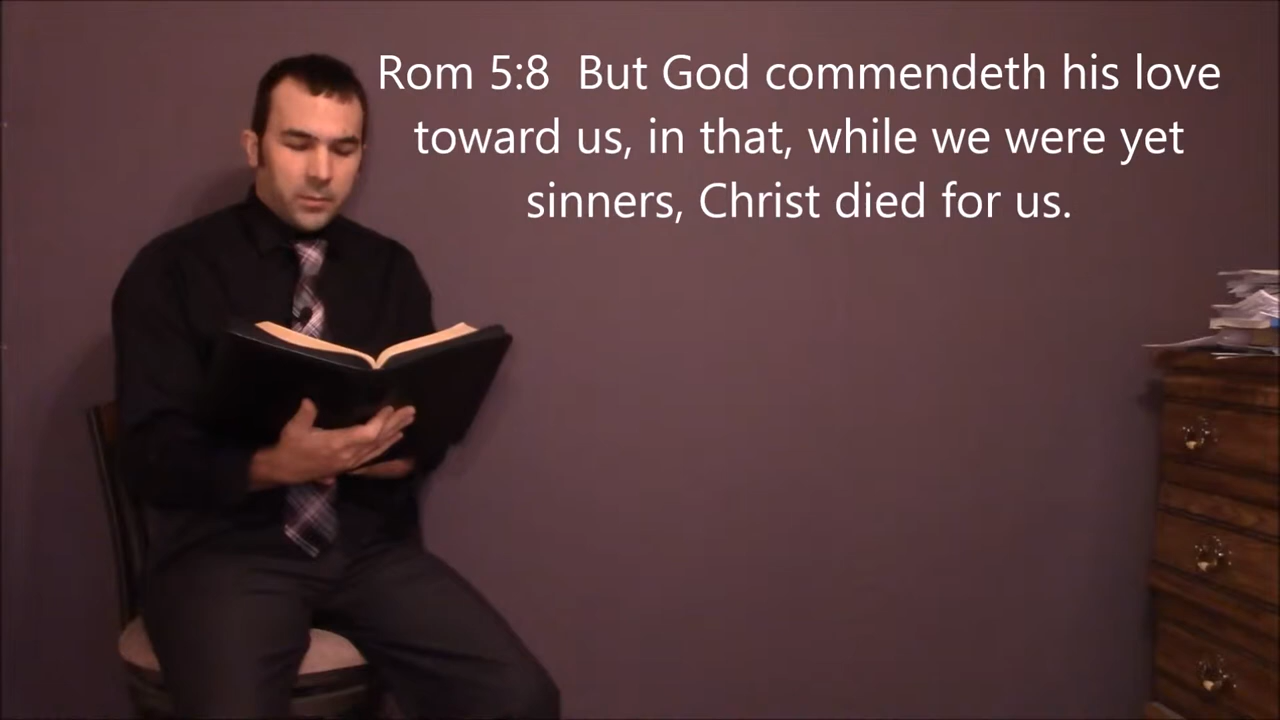 Rom 5:8  But God commendeth his love
toward us, in that, while we were yet
sinners, Christ died for us.